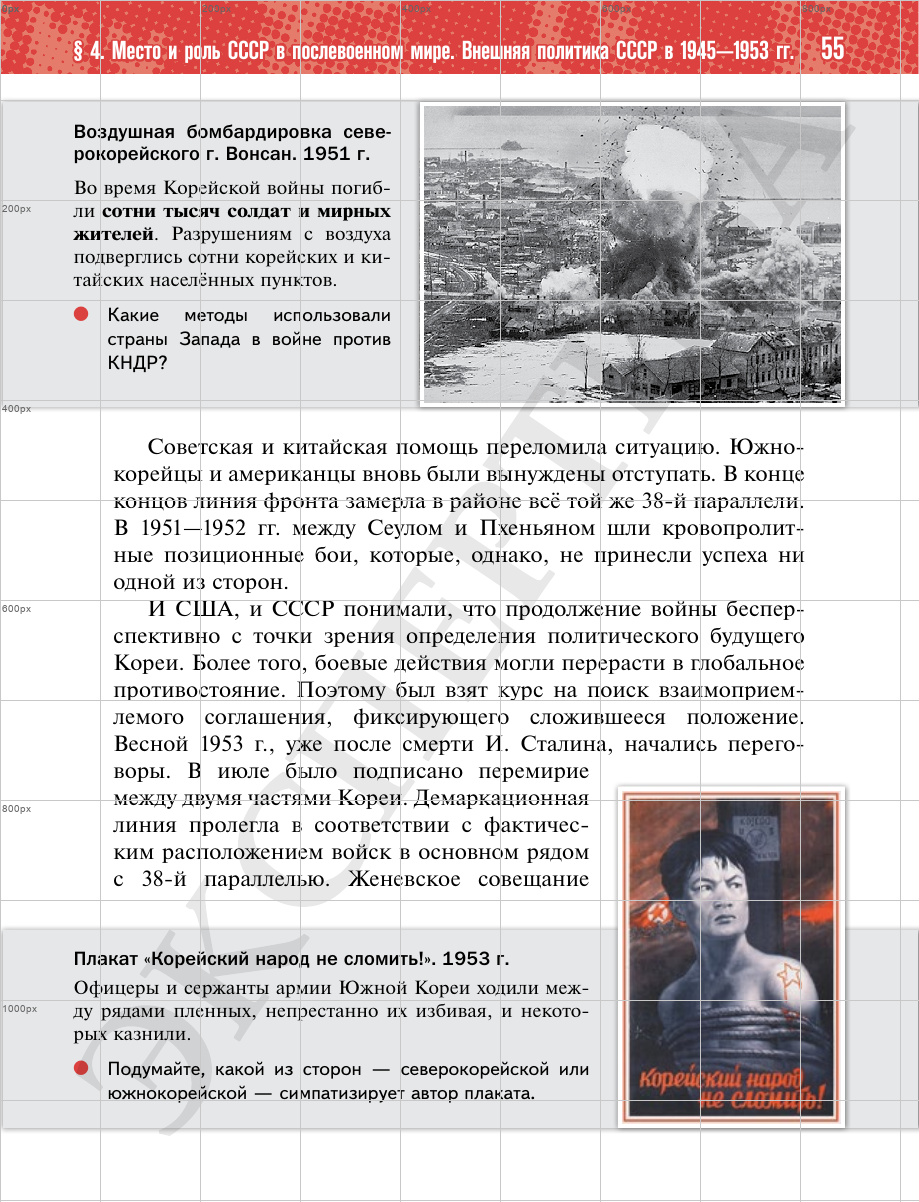 § 4. Место и роль СССР в послевоенном мире. Внешняя политика СССР в 1945—1953 гг. 55
Воздушная бомбардировка севе-
рокорейского г. Вонсан. 1951 г.
Во время Корейской войны погиб-
ли сотни тысяч солдат и мирных
жителей. Разрушениям с воздуха
подверглись сотни корейских и ки-
тайских населённых пунктов.
Какие методы использовали
страны Запада в войне против
КНДР?
Советская и китайская помощь переломила ситуацию. Южно-
корейцы и американцы вновь были вынуждены отступать. В конце
концов линия фронта замерла в районе всё той же 38-й параллели.
В 1951—1952 гг. между Сеулом и Пхеньяном шли кровопролит-
ные позиционные бои, которые, однако, не принесли успеха ни
одной из сторон.
И США, и СССР понимали, что продолжение войны беспер-
спективно с точки зрения определения политического будущего
Кореи. Более того, боевые действия могли перерасти в глобальное
противостояние. Поэтому был взят курс на поиск взаимоприем-
лемого соглашения, фиксирующего сложившееся положение.
Весной 1953 г., уже после смерти И. Сталина, начались перего-
воры. В июле было подписано перемирие
между двумя частями Кореи. Демаркационная
линия пролегла в соответствии с фактичес-
ким расположением войск в основном рядом
с 38-й параллелью. Женевское совещание
Плакат «Корейский народ не сломить!». 1953 г.
Офицеры и сержанты армии Южной Кореи ходили меж-
ду рядами пленных, непрестанно их избивая, и некото-
рых казнили.
Подумайте, какой из сторон — северокорейской или
южнокорейской — симпатизирует автор плаката.
Корейский народ
не сломить!
ЭКСПЕРТИЗА
200px
400px
600px
800px
1000px